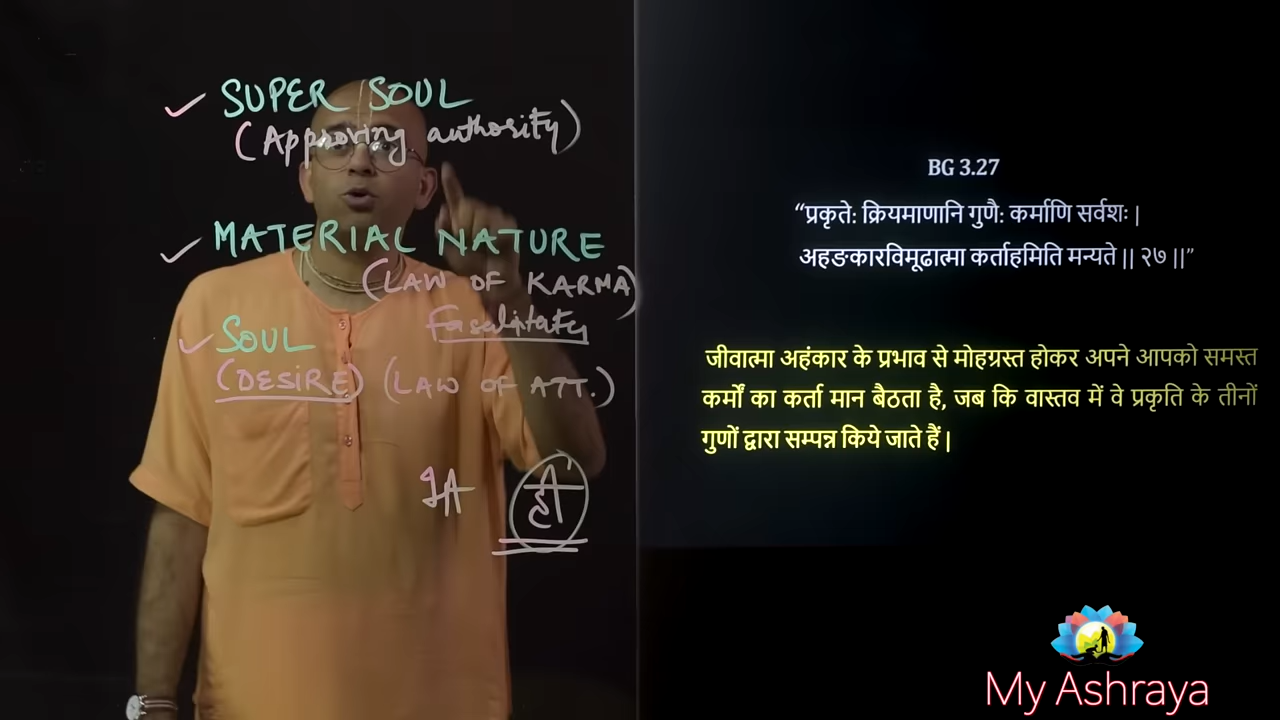 SUPER SOUL
(Approving authority)
MATERIAL NATURE
(LAW OF KARMA)
SOUL
(DESIRE) (LAW OF ATT.)
भी ही
BG 3.27
“प्रकृते: क्रियमाणानि गुणै: कर्माणि सर्वशः |
अहङकारविमूढात्मा कर्ताहमिति मन्यते || २७ ||”
जीवात्मा अहंकार के प्रभाव से मोहग्रस्त होकर अपने आपको समस्त
कर्मों का कर्ता मान बैठता है, जब कि वास्तव में वे प्रकृति के तीनों
गुणों द्वारा सम्पन्न किये जाते हैं |
My Ashraya